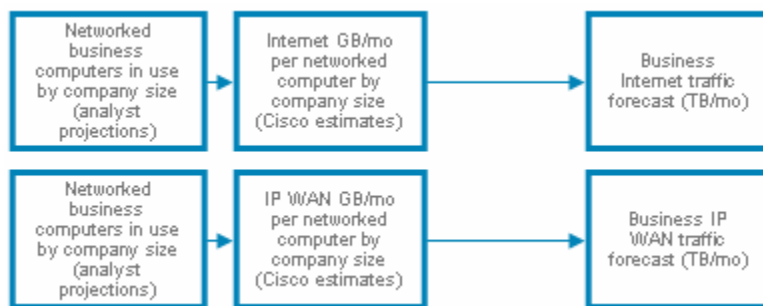 Networked
business
computers in use
by company size
(analyst
projections)
Internet GB/mo
per networked
computer by
company size
(Cisco estimates)
Business
Internet traffic
forecast (TB/mo)
Networked
business
computers in use
by company size
(analyst
projections)
IP WAN GB/mo
per networked
computer by
company size
(Cisco estimates)
Business IP
WAN traffic
forecast (TB/mo)